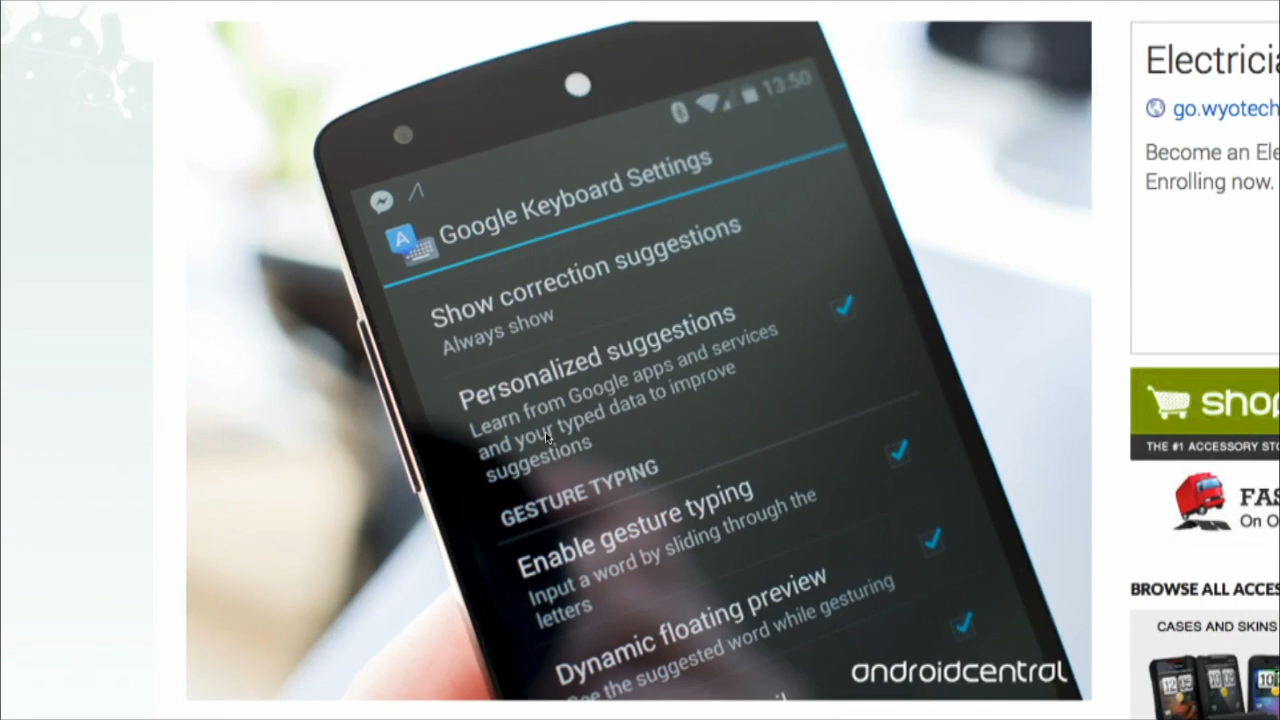 13:50
Google Keyboard Settings
Show correction suggestions
Always show
Personalized suggestions
Learn from Google apps and services
and your typed data to improve
suggestions
GESTURE TYPING
Enable gesture typing
Input a word by sliding through the
letters
Dynamic floating preview
See the suggested word while gesturing
androidcentral
Electricia
go.wyotech
Become an Ele
Enrolling now.
shop
THE #1 ACCESSORY STO
FAS
On O
BROWSE ALL ACCES
CASES AND SKINS